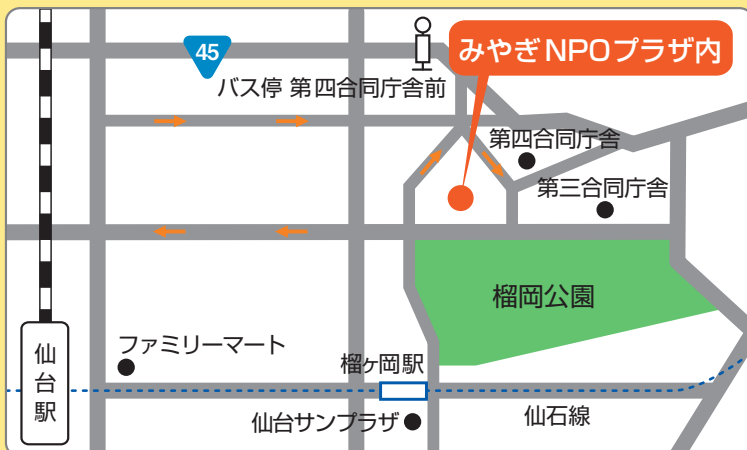 45
みやぎNPOプラザ内
バス停 第四合同庁舎前
第四合同庁舎
第三合同庁舎
榴岡公園
仙台駅
ファミリーマート
榴ヶ岡駅
仙台サンプラザ
仙石線